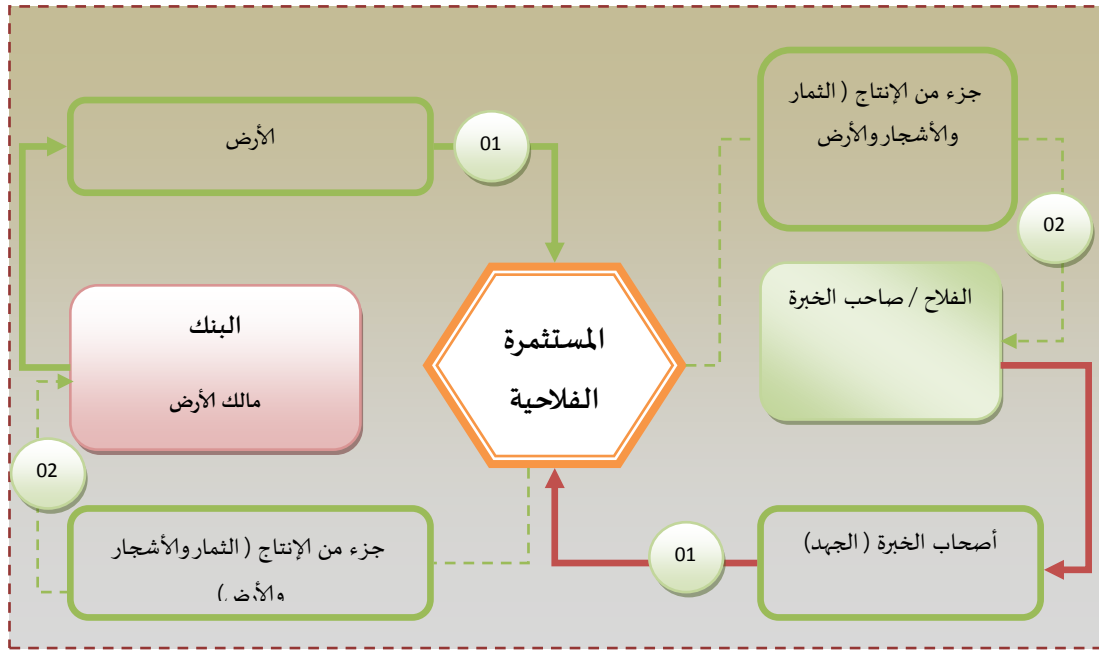 جزء من الإنتاج ( الثمار
والأشجار والأرض
الأرض
01
02
الفلاح / صاحب الخبرة
البنك
مالك الأرض
المستثمرة
الفلاحية
02
أصحاب الخبرة ( الجهد)
01
جزء من الإنتاج ( الثمار والأشجار
والأرض)